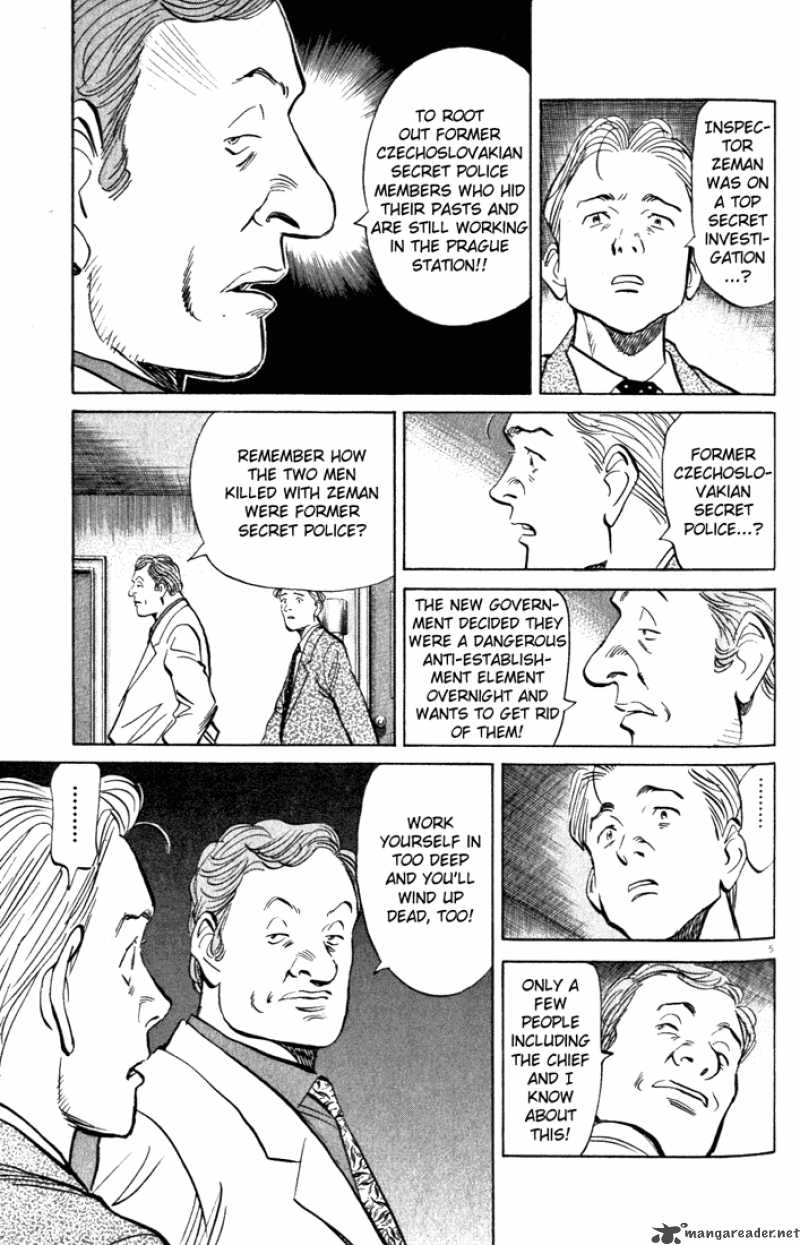 INSPEC-
TOR
ZEMAN
WAS ON
A TOP
SECRET
INVESTI-
GATION
...?
TO ROOT
OUT FORMER
CZECHOSLOVAKIAN
SECRET POLICE
MEMBERS WHO HID
THEIR PASTS AND
ARE STILL WORKING
IN THE PRAGUE
STATION!!
FORMER
CZECHOSLO-
VAKIAN
SECRET
POLICE...?
REMEMBER HOW
THE TWO MEN
KILLED WITH ZEMAN
WERE FORMER
SECRET POLICE?
THE NEW GOVERN-
MENT DECIDED THEY
WERE A DANGEROUS
ANTI-ESTABLISH-
MENT ELEMENT
OVERNIGHT AND
WANTS TO GET RID
OF THEM!
........
5
ONLY A
FEW
PEOPLE
INCLUDING
THE CHIEF
AND I
KNOW
ABOUT
THIS!
WORK
YOURSELF IN
TOO DEEP
AND YOU'LL
WIND UP
DEAD, TOO!
........
mangareader.net